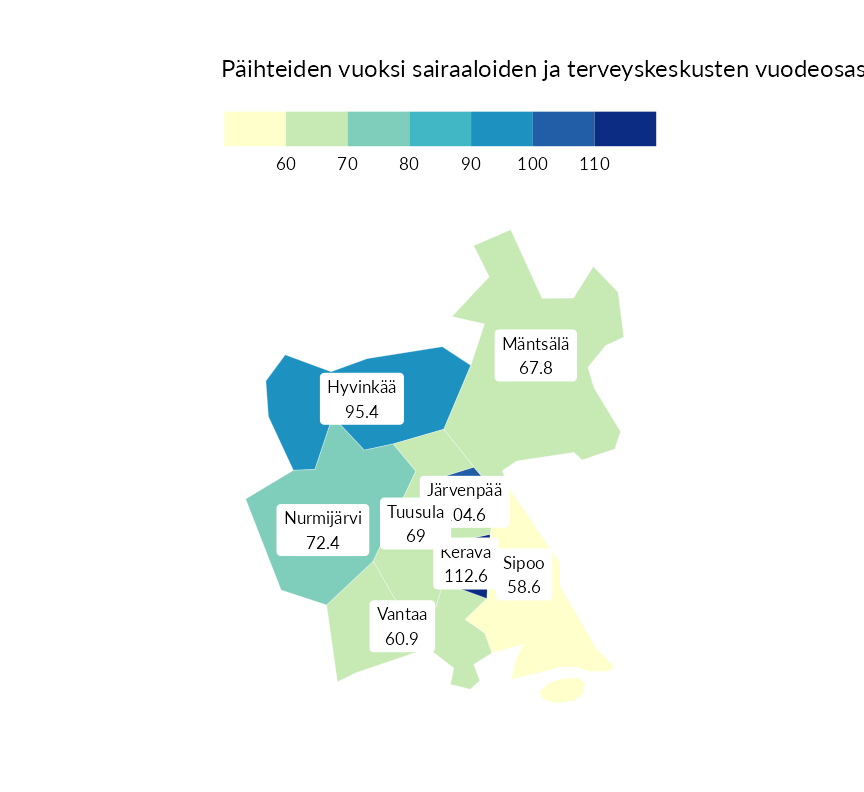 Päihteiden vuoksi sairaaloiden ja terveyskeskusten
60 70 80 90 100 110
Mäntsälä
67.8
Hyvinkää
95.4
Järvenpää
04.6
Tuusula
69
Nurmijärvi
72.4
Kerava
112.6
Sipoo
58.6
Vantaa
60.9